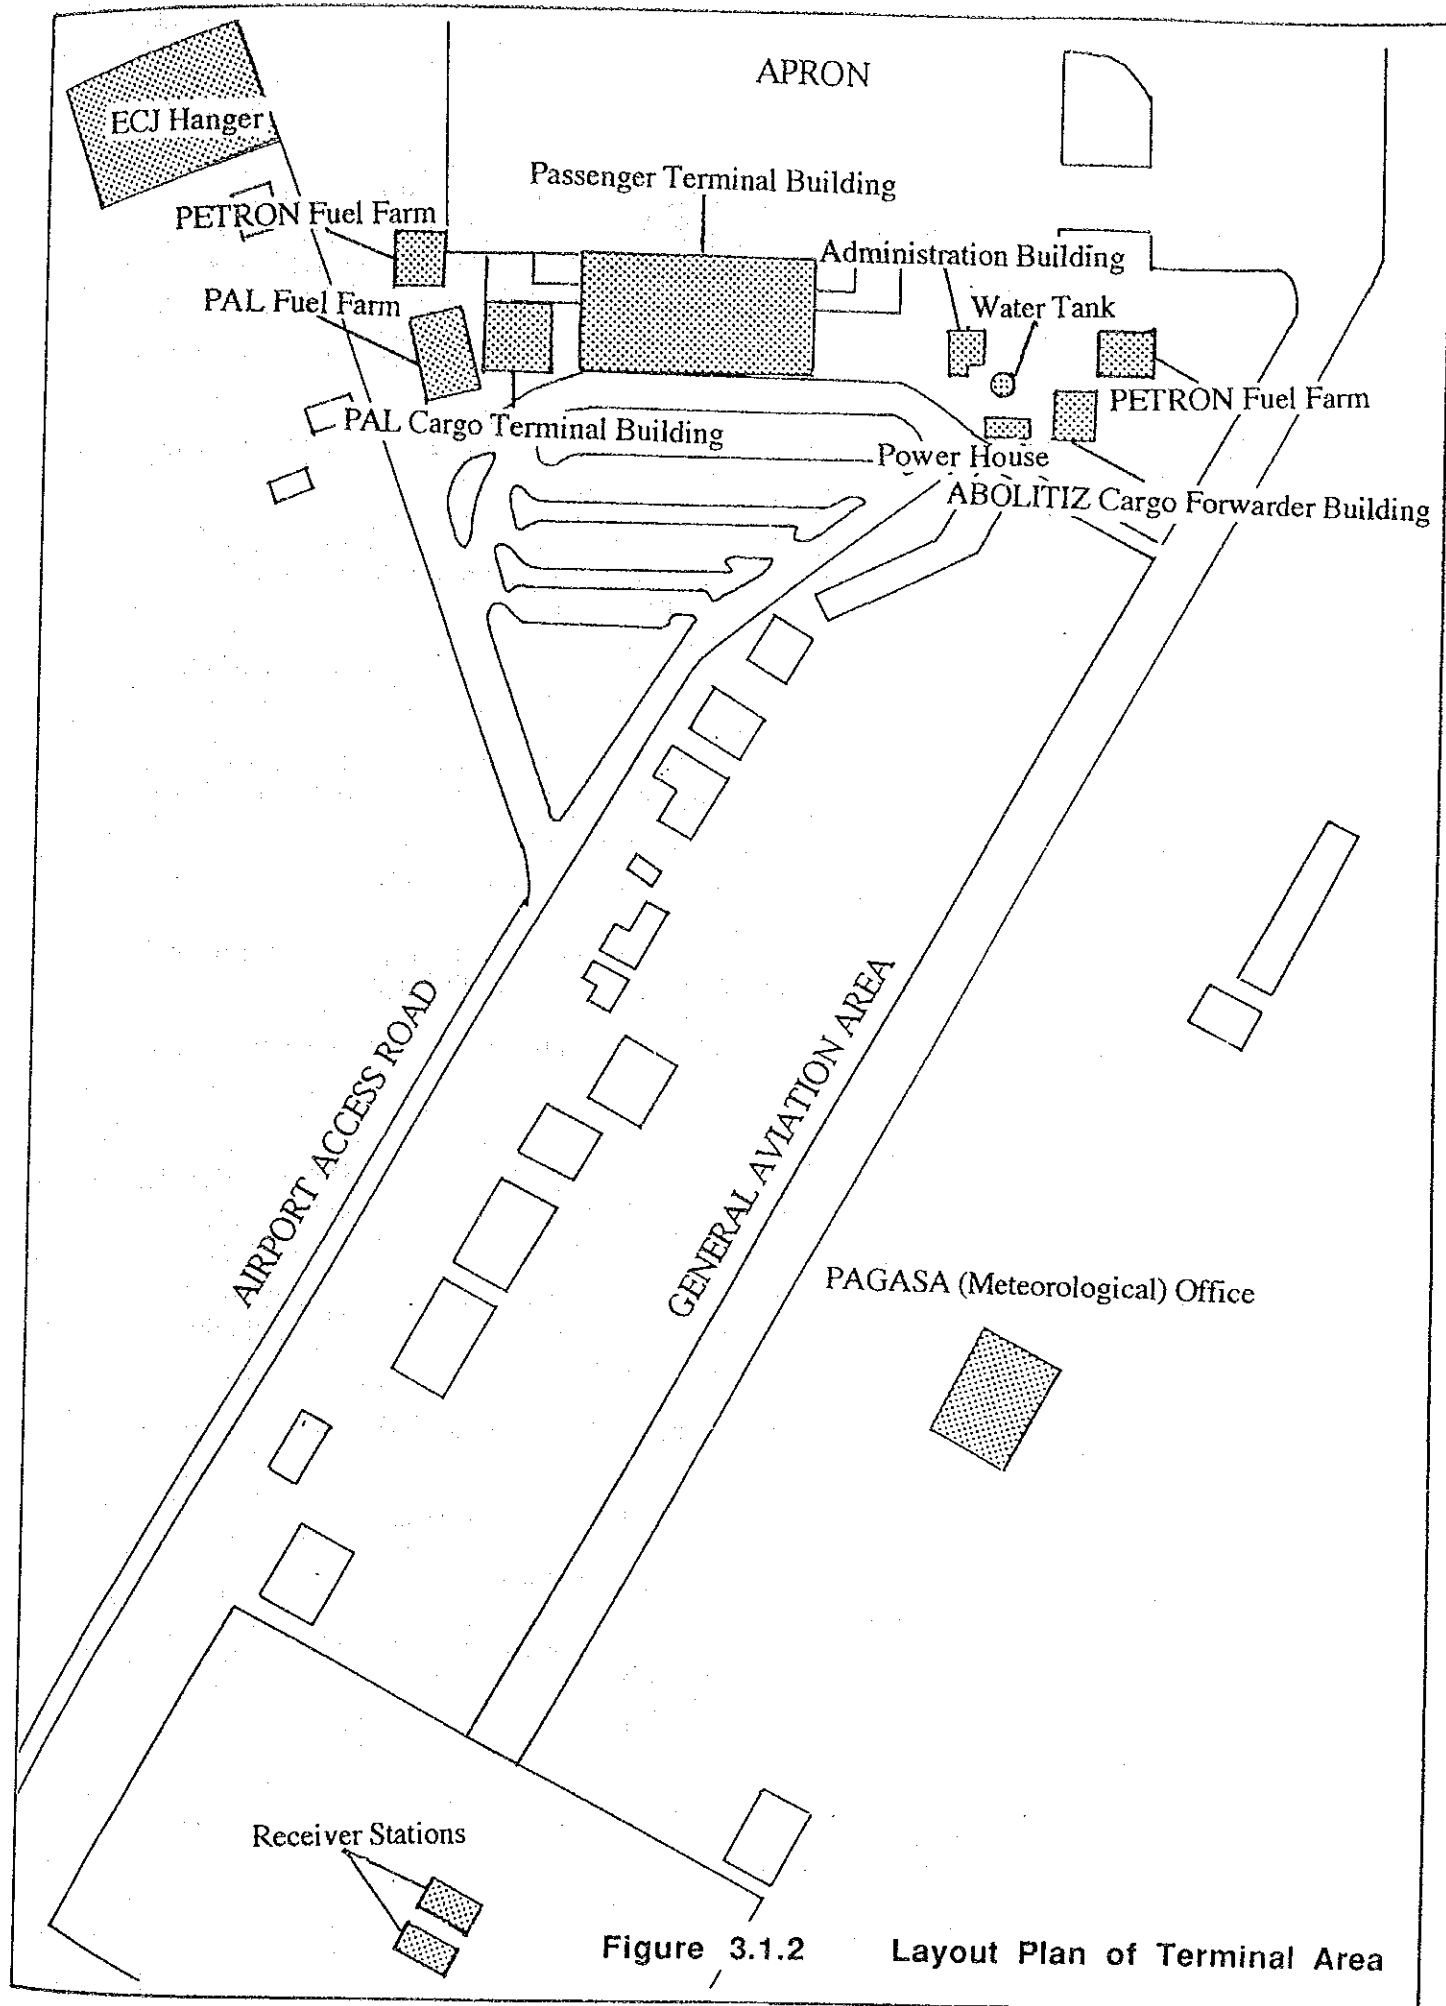 APRON
ECJ Hanger
Passenger Terminal Building
PETRON Fuel Farm
Administration Building
PAL Fuel Farm
Water Tank
PETRON Fuel Farm
PAL Cargo Terminal Building
Power House
ABOLITIZ Cargo Forwarder Building
AIRPORT ACCESS ROAD
GENERAL AVIATION AREA
PAGASA (Meteorological) Office
Receiver Stations
Figure 3.1.2 Layout Plan of Terminal Area